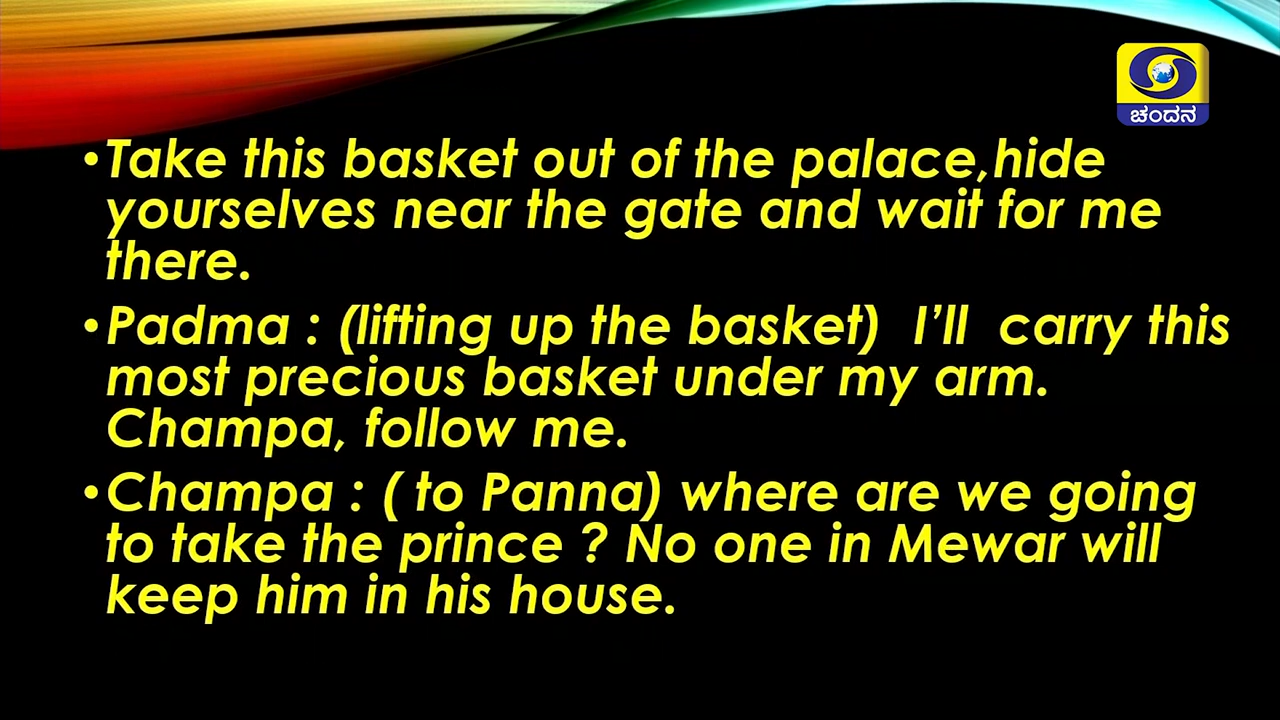 ಚಂದನ
•Take this basket out of the palace,hide
yourselves near the gate and wait for me
there.
•Padma : (lifting up the basket) I’ll carry this
most precious basket under my arm.
Champa, follow me.
•Champa : ( to Panna) where are we going
to take the prince ? No one in Mewar will
keep him in his house.